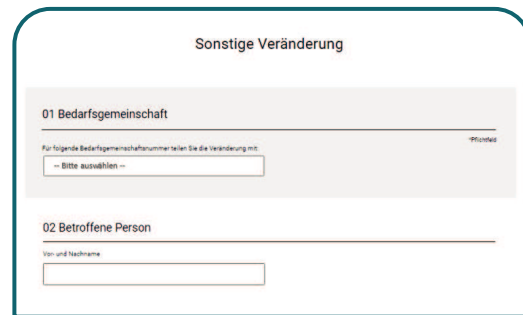 Sonstige Veränderung
01 Bedarfsgemeinschaft
*Pflichtfeld
Für folgende Bedarfsgemeinschaftsnummer teilen Sie die Veränderung mit
-- Bitte auswählen --
02 Betroffene Person
Vor- und Nachname